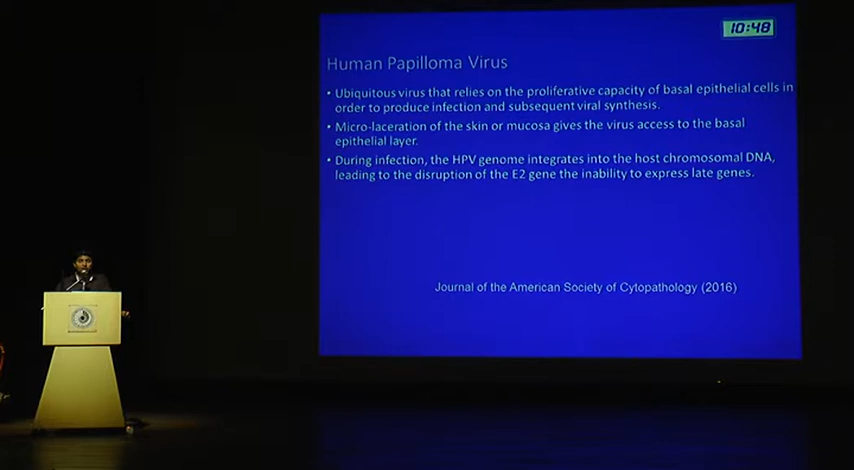 10:48
Human Papilloma Virus
• Ubiquitous virus that relies on the proliferative capacity of basal epithelial cells in
order to produce infection and subsequent viral synthesis.
• Micro-laceration of the skin or mucosa gives the virus access to the basal
epithelial layer.
• During infection, the HPV genome integrates into the host chromosomal DNA,
leading to the disruption of the E2 gene the inability to express late genes.
Journal of the American Society of Cytopathology (2016)